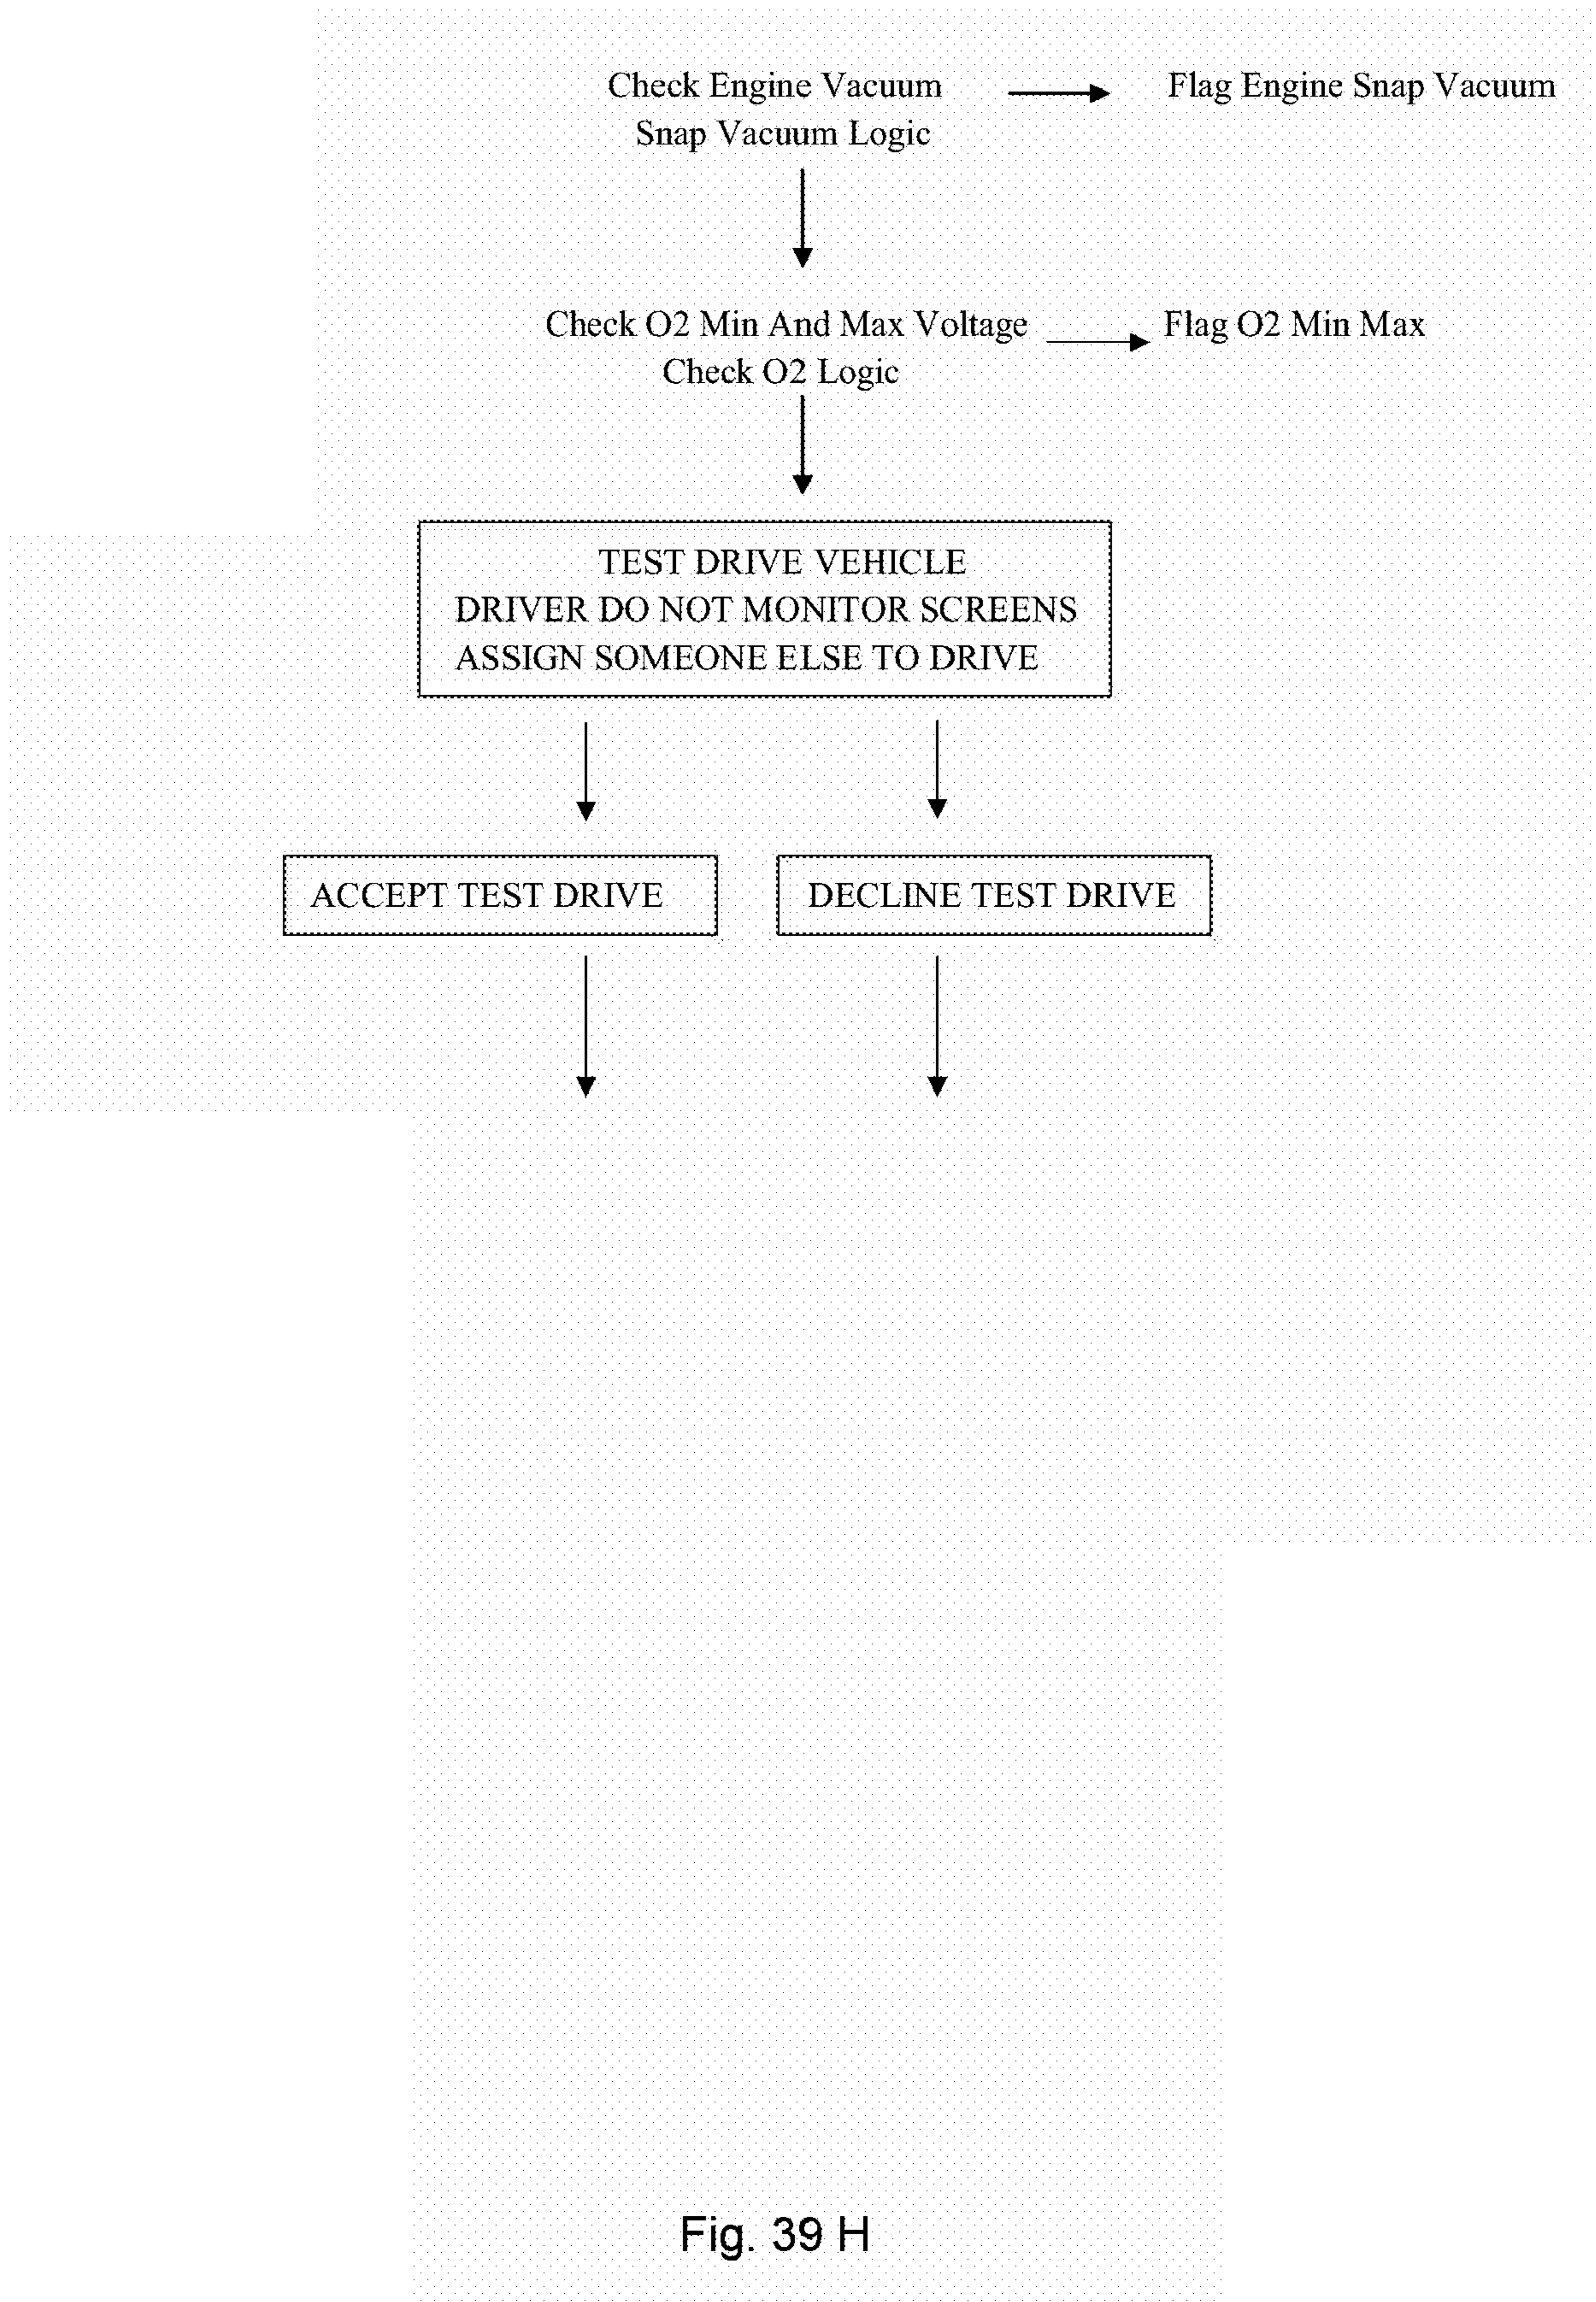 Check Engine Vacuum
Snap Vacuum Logic
Flag Engine Snap Vacuum
Check O2 Min And Max Voltage
Check O2 Logic
Flag O2 Min Max
TEST DRIVE VEHICLE
DRIVER DO NOT MONITOR SCREENS
ASSIGN SOMEONE ELSE TO DRIVE
ACCEPT TEST DRIVE
DECLINE TEST DRIVE
Fig. 39 H